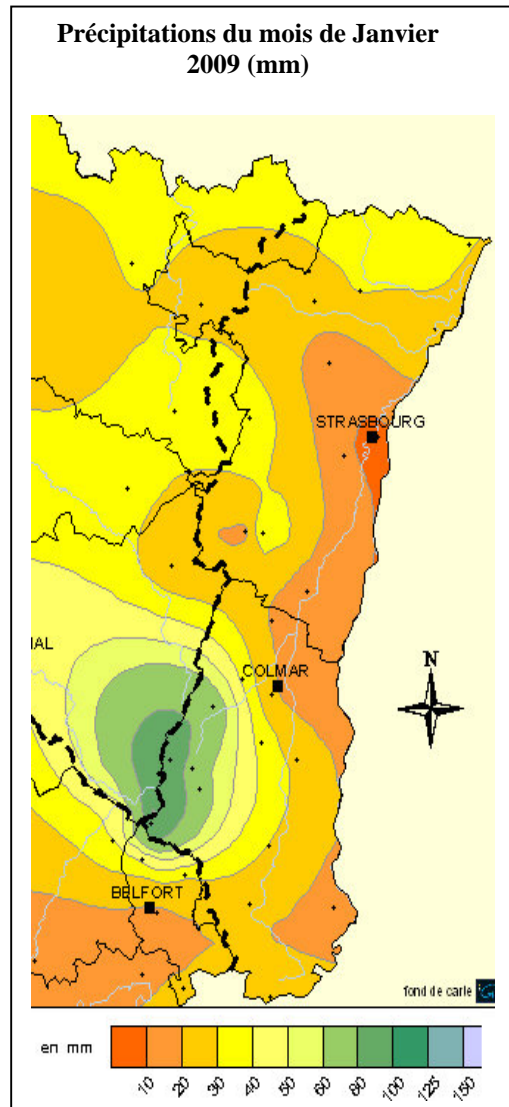 Précipitations du mois de Janvier
2009 (mm)
STRASBOURG
NAL
COLMAR
N
BELFORT
fond de carte
en mm
10 20 30 40 50 60 80 100 125 150